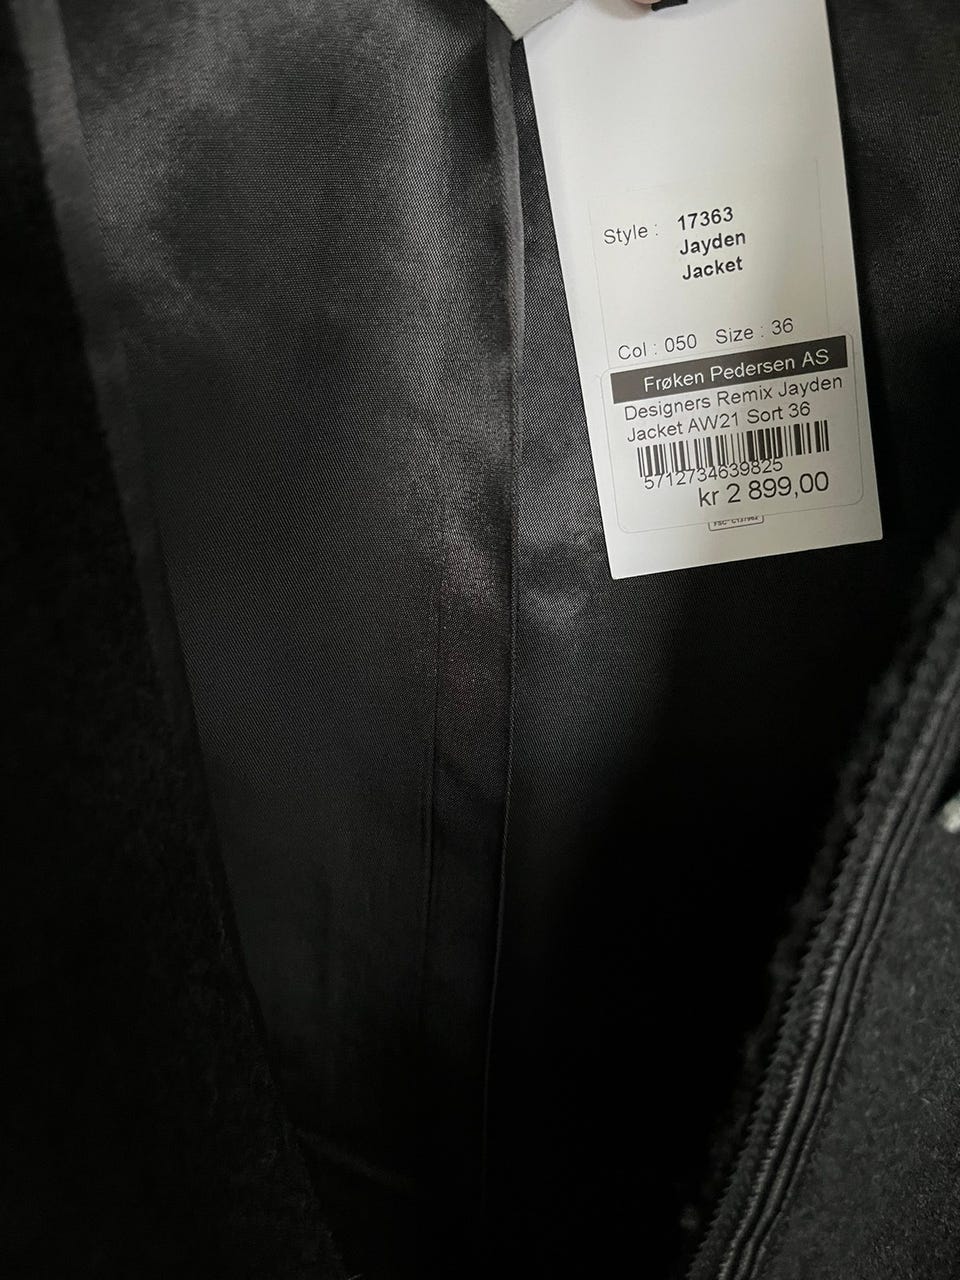 Style : 17363
Jayden
Jacket
Col : 050 Size : 36
Frøken Pedersen AS
Designers Remix Jayden
Jacket AW21 Sort 36
5712734639825
kr 2 899,00